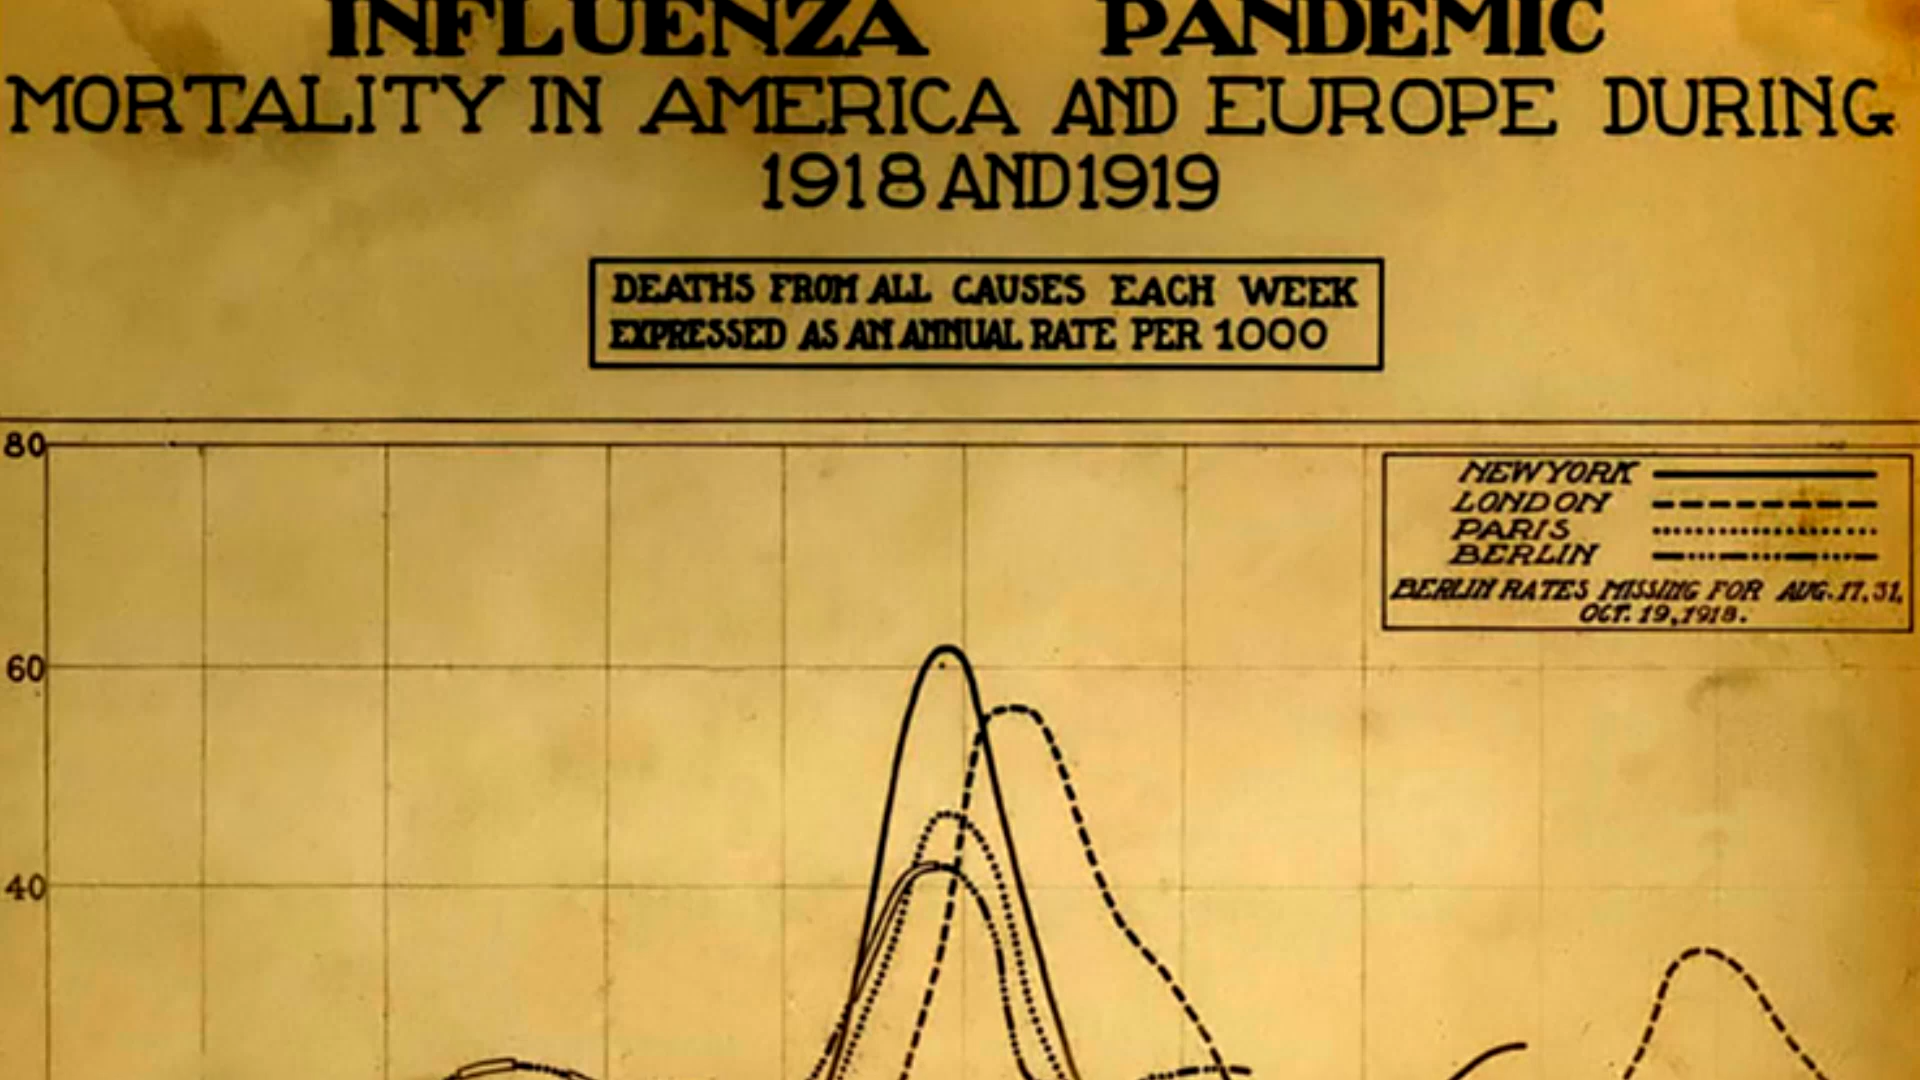 INFLUENZA PANDEMIC
MORTALITY IN AMERICA AND EUROPE DURING
1918 AND 1919
DEATHS FROM ALL CAUSES EACH WEEK
EXPRESSED AS AN ANNUAL RATE PER 1000
80
NEW YORK
LONDON
PARIS
BERLIN
BERLIN RATES MISSING FOR AUG. 17, 31,
OCT. 19, 1918.
60
40